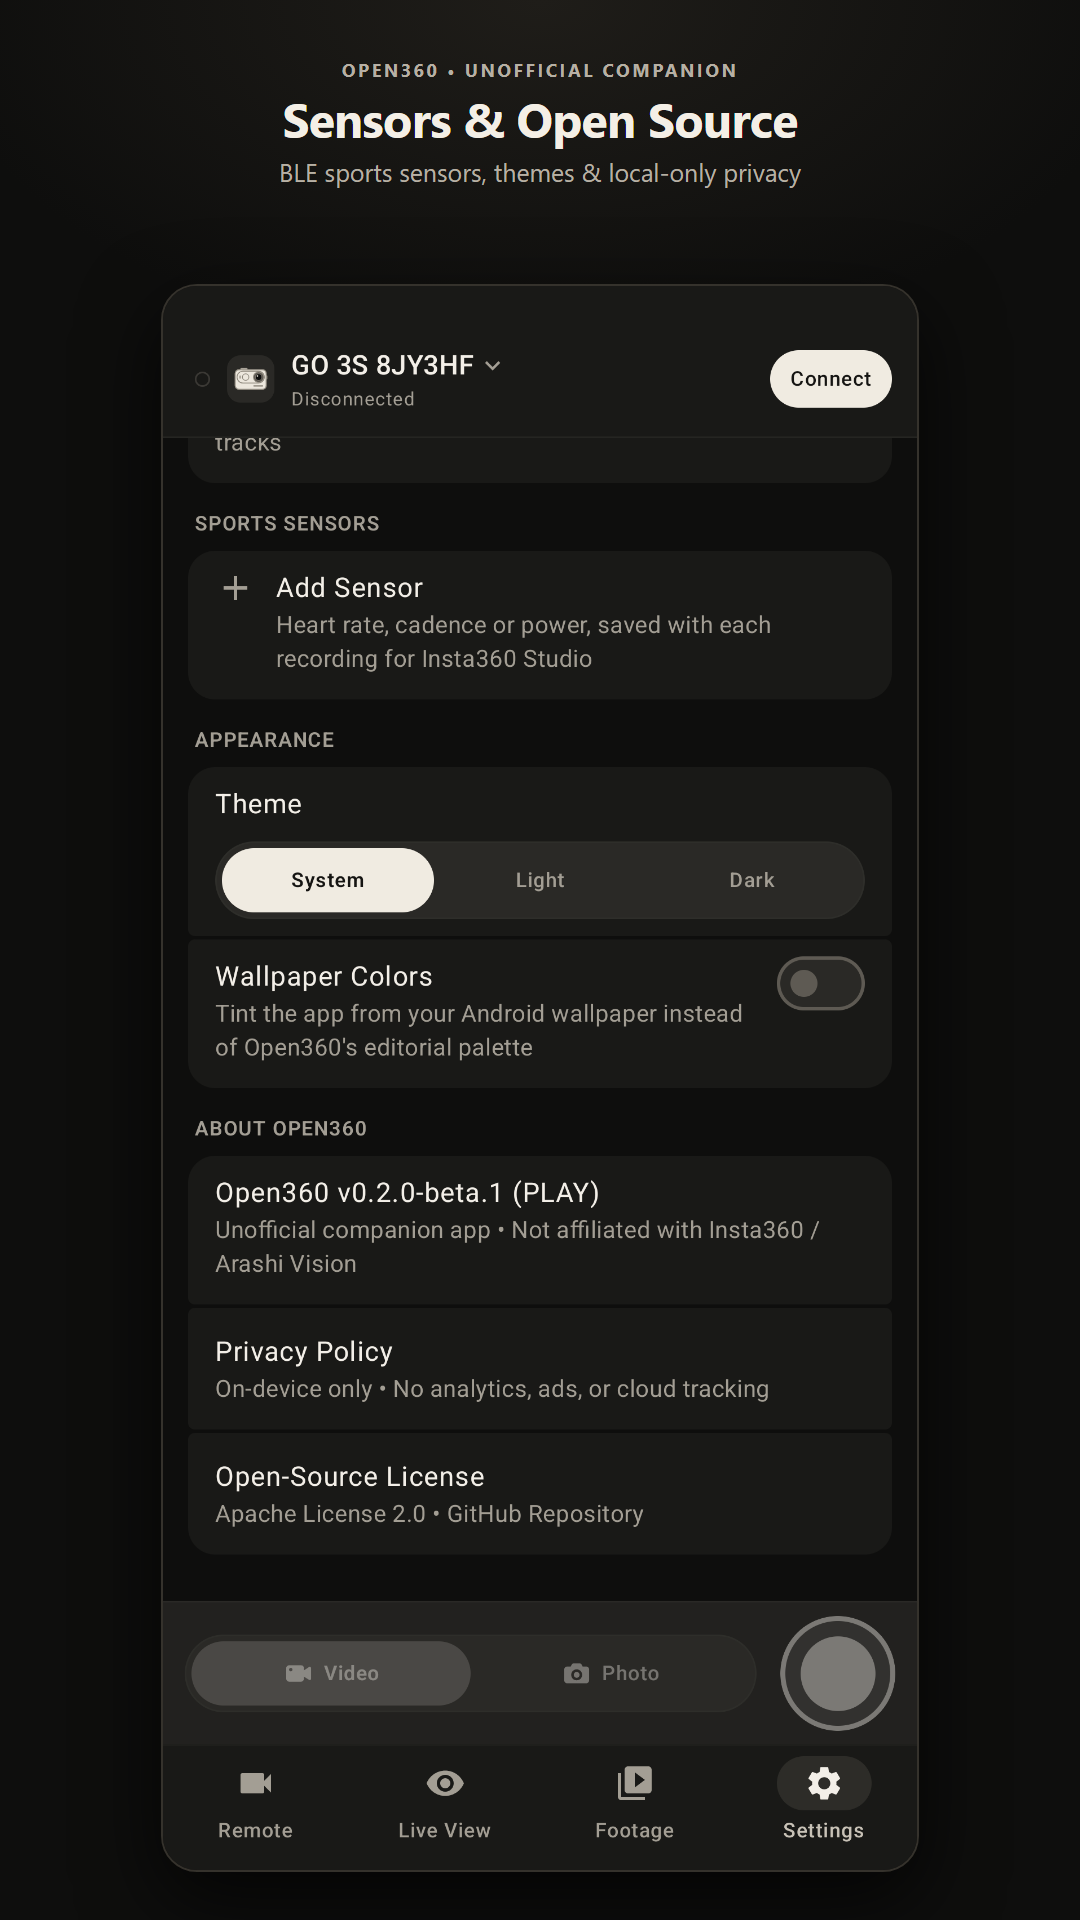 OPEN360 • UNOFFICIAL COMPANION
Sensors & Open Source
BLE sports sensors, themes & local-only privacy
GO 3S 8JY3HF
Disconnected
Connect
tracks
SPORTS SENSORS
Add Sensor
Heart rate, cadence or power, saved with each
recording for Insta360 Studio
APPEARANCE
Theme
System
Light
Dark
Wallpaper Colors
Tint the app from your Android wallpaper instead
of Open360's editorial palette
ABOUT OPEN360
Open360 v0.2.0-beta.1 (PLAY)
Unofficial companion app • Not affiliated with Insta360 /
Arashi Vision
Privacy Policy
On-device only • No analytics, ads, or cloud tracking
Open-Source License
Apache License 2.0 • GitHub Repository
Video
Photo
Remote
Live View
Footage
Settings